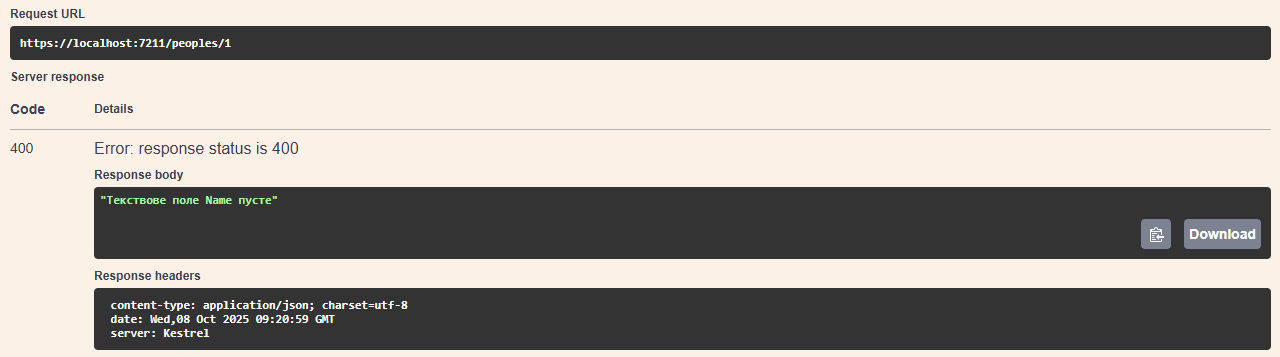 Request URL
https://localhost:7211/peoples/1
Server response
Code Details
400 Error: response status is 400
Response body
"Текствове поле Name пусте"
Download
Response headers
content-type: application/json; charset=utf-8
date: Wed,08 Oct 2025 09:20:59 GMT
server: Kestrel